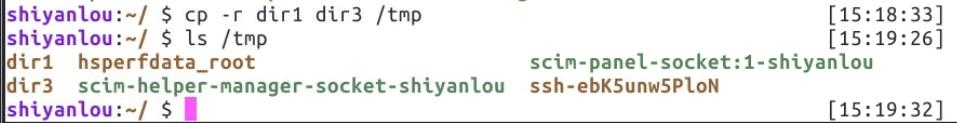 shiyanlou:~/ $ cp -r dir1 dir3 /tmp [15:18:33]
shiyanlou:~/ $ ls /tmp [15:19:26]
dir1 hsperfdata_root scim-panel-socket:1-shiyanlou
dir3 scim-helper-manager-socket-shiyanlou ssh-ebK5unw5PloN
shiyanlou:~/ $ [15:19:32]